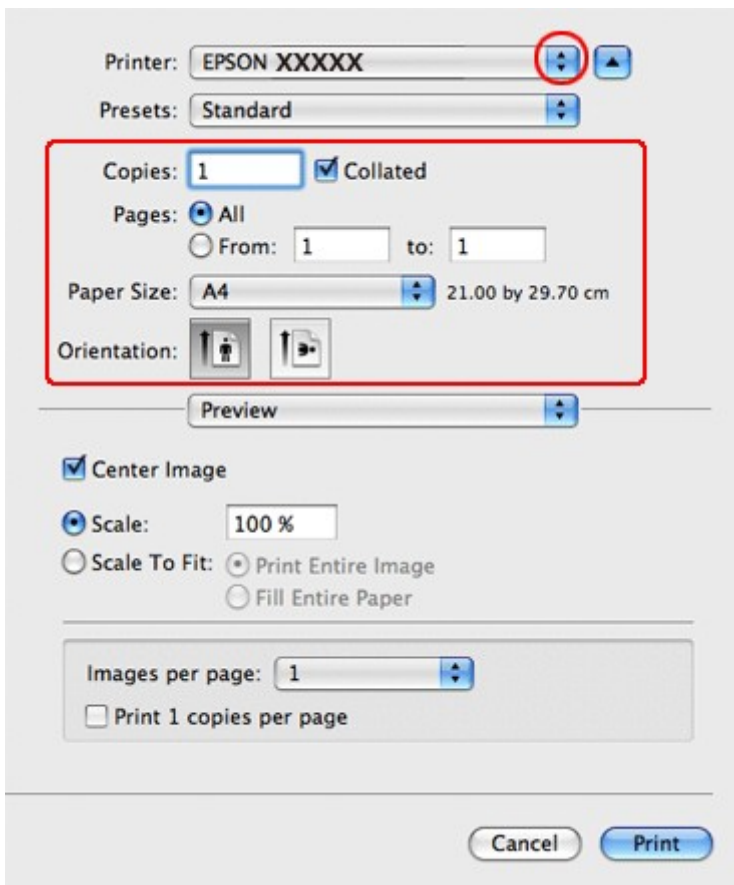 Printer: EPSON XXXXX
Presets: Standard
Copies: 1 Collated
Pages: All
From: 1 to: 1
Paper Size: A4 21.00 by 29.70 cm
Orientation:
Preview
Center Image
Scale: 100 %
Scale To Fit: Print Entire Image
Fill Entire Paper
Images per page: 1
Print 1 copies per page
Cancel Print